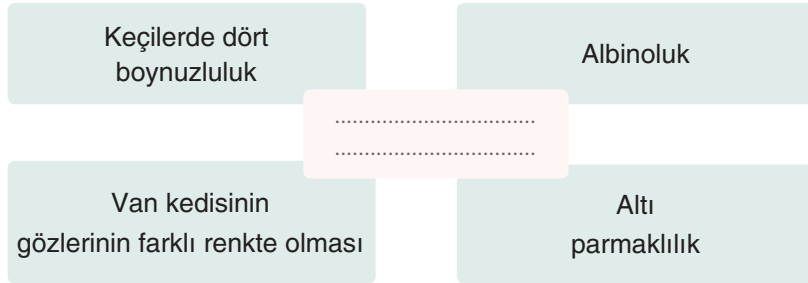 Keçilerde dört
boynuzluluk
Albinoluk
..................................
..................................
Van kedisinin
gözlerinin farklı renkte olması
Altı
parmaklılık